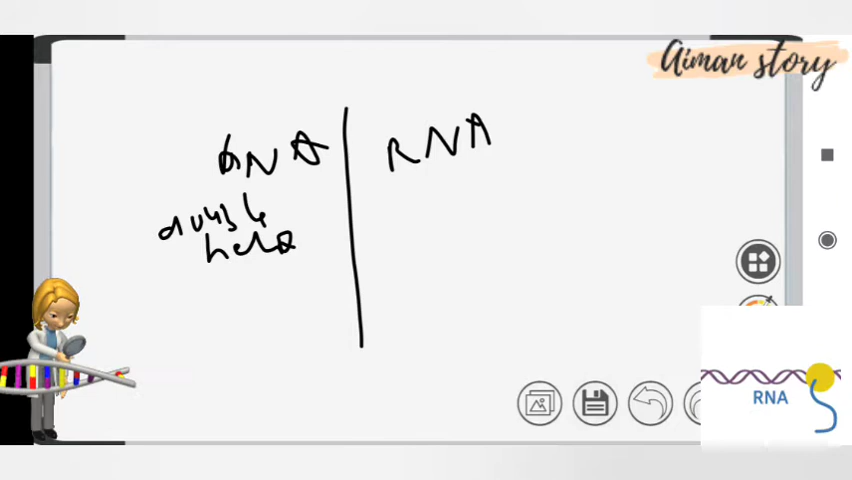 Aiman story
DNA
RNA
double
helix
RNA